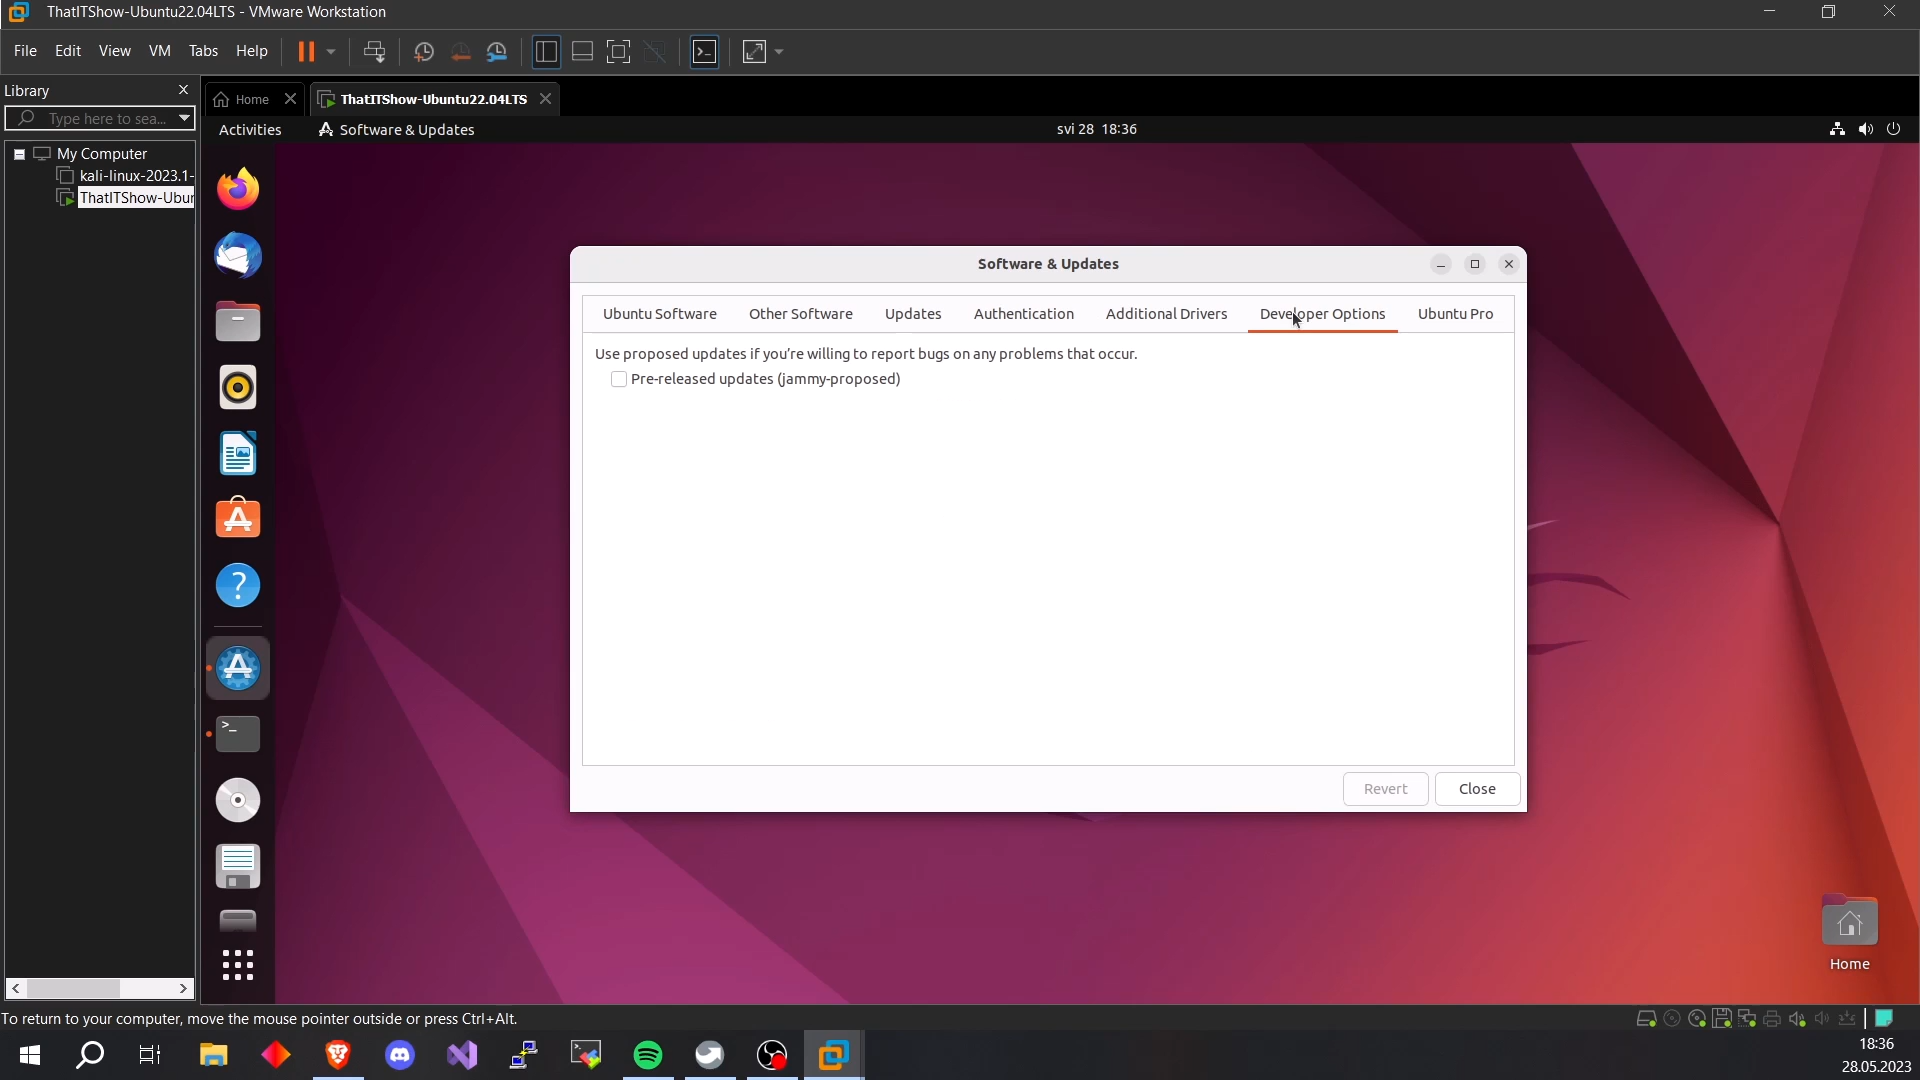 ThatITShow-Ubuntu22.04LTS - VMware Workstation
File Edit View VM Tabs Help
Library
Home ThatITShow-Ubuntu22.04LTS
Type here to sea...
Activities Software & Updates svi 28 18:36
My Computer
kali-linux-2023.1-
ThatITShow-Ubur
Software & Updates
Ubuntu Software Other Software Updates Authentication Additional Drivers Developer Options Ubuntu Pro
Use proposed updates if you're willing to report bugs on any problems that occur.
Pre-released updates (jammy-proposed)
Revert Close
Home
To return to your computer, move the mouse pointer outside or press Ctrl+Alt.
18:36
28.05.2023